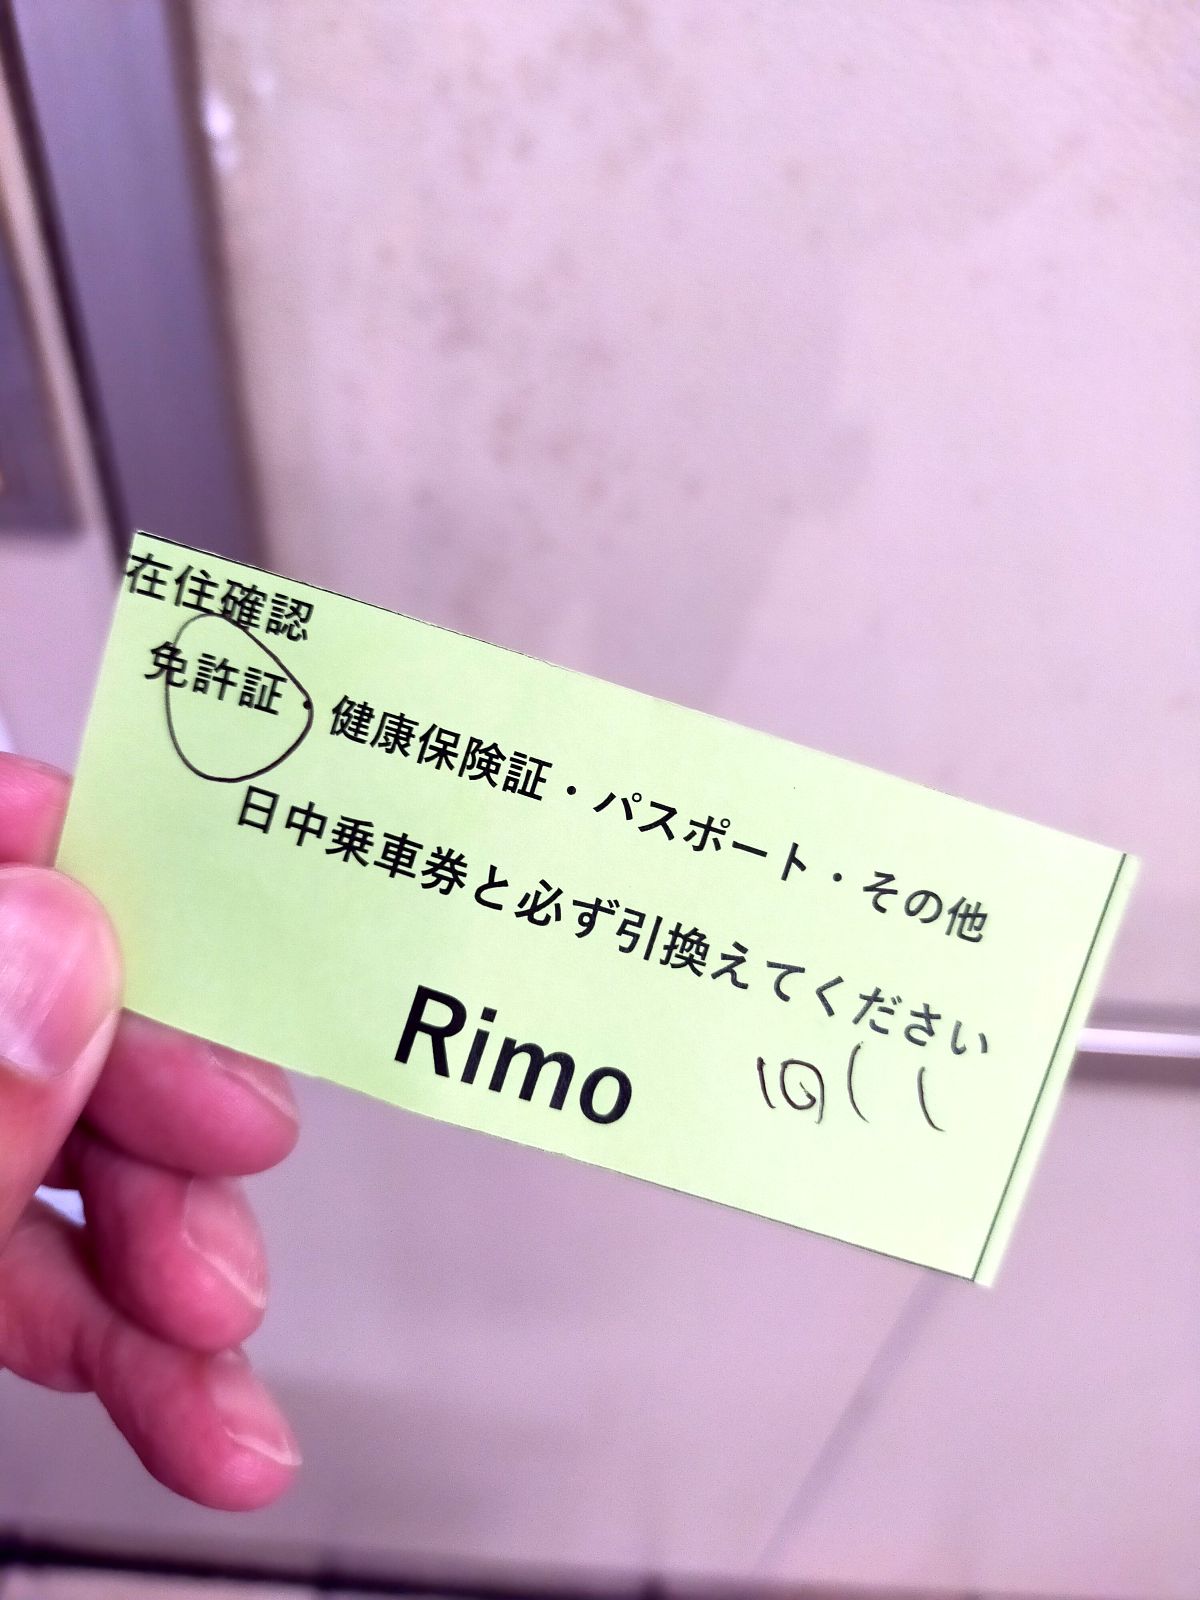 在住確認
免許証・健康保険証・パスポート・その他
日中乗車券と必ず引換えてください
Rimo